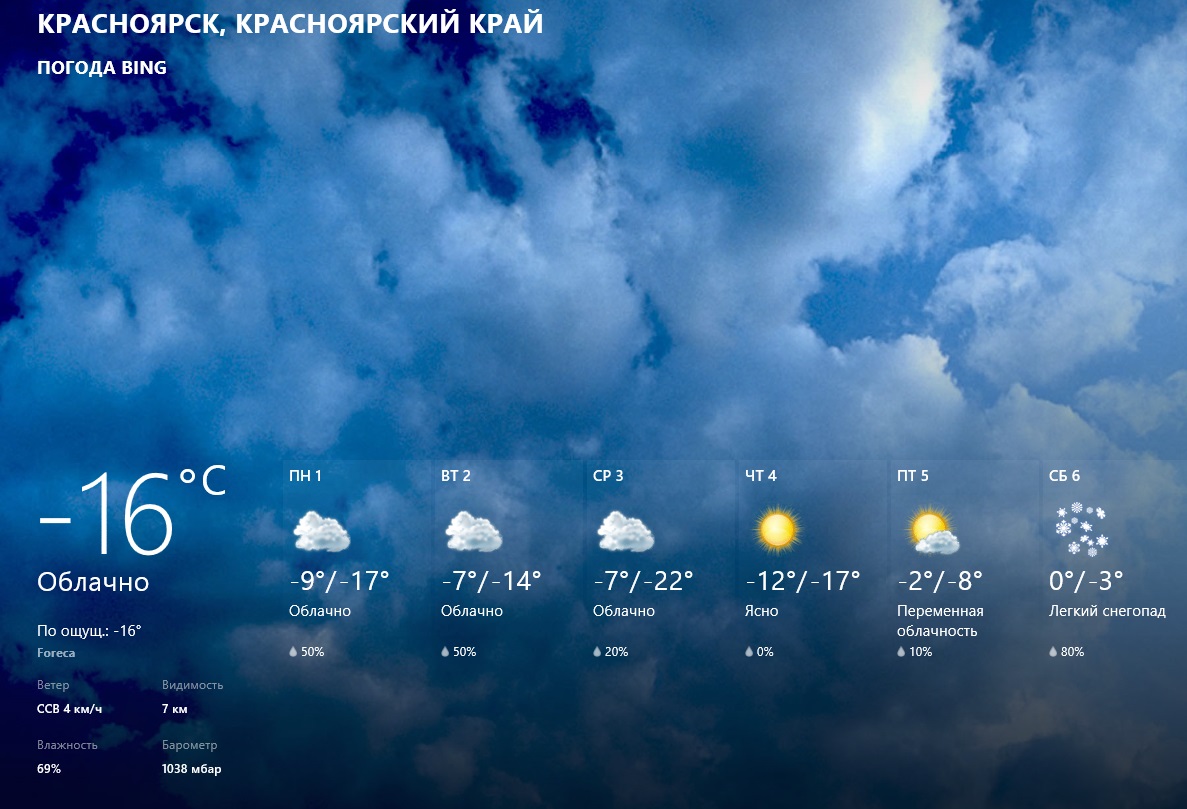 КРАСНОЯРСК, КРАСНОЯРСКИЙ КРАЙ
ПОГОДА BING
-16°C
Облачно
По ощущ.: -16°
Foreca
Ветер Видимость
ССВ 4 км/ч 7 км
Влажность Барометр
69% 1038 мбар
ПН 1
-9°/-17°
Облачно
50%
ВТ 2
-7°/-14°
Облачно
50%
СР 3
-7°/-22°
Облачно
20%
ЧТ 4
-12°/-17°
Ясно
0%
ПТ 5
-2°/-8°
Переменная
облачность
10%
СБ 6
0°/-3°
Легкий снегопад
80%